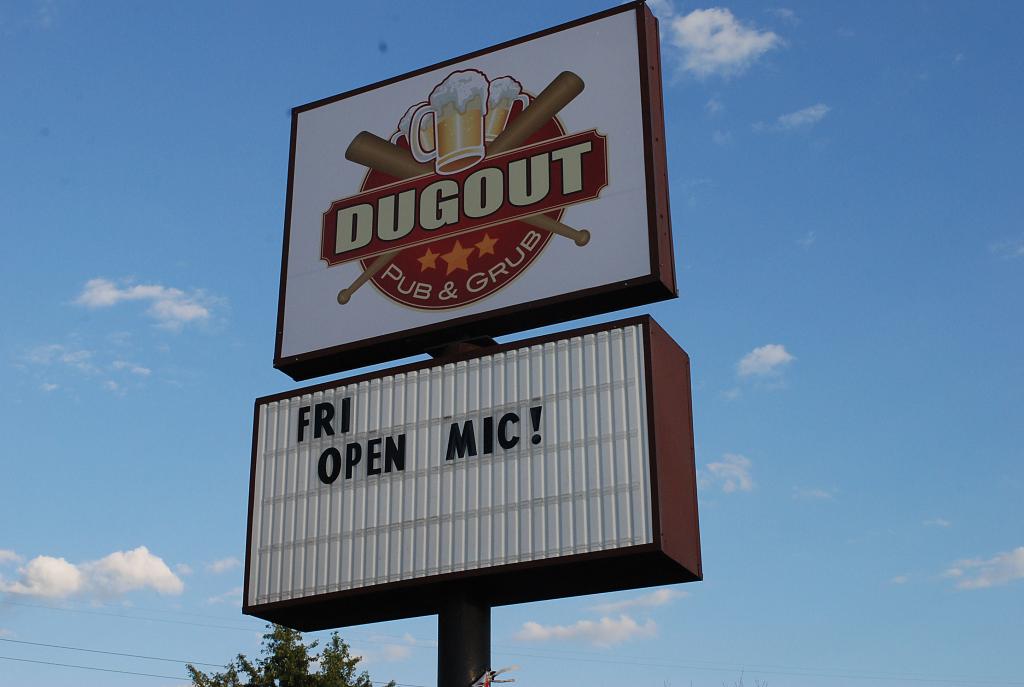 DUGOUT
PUB & GRUB
FRI
OPEN MIC!